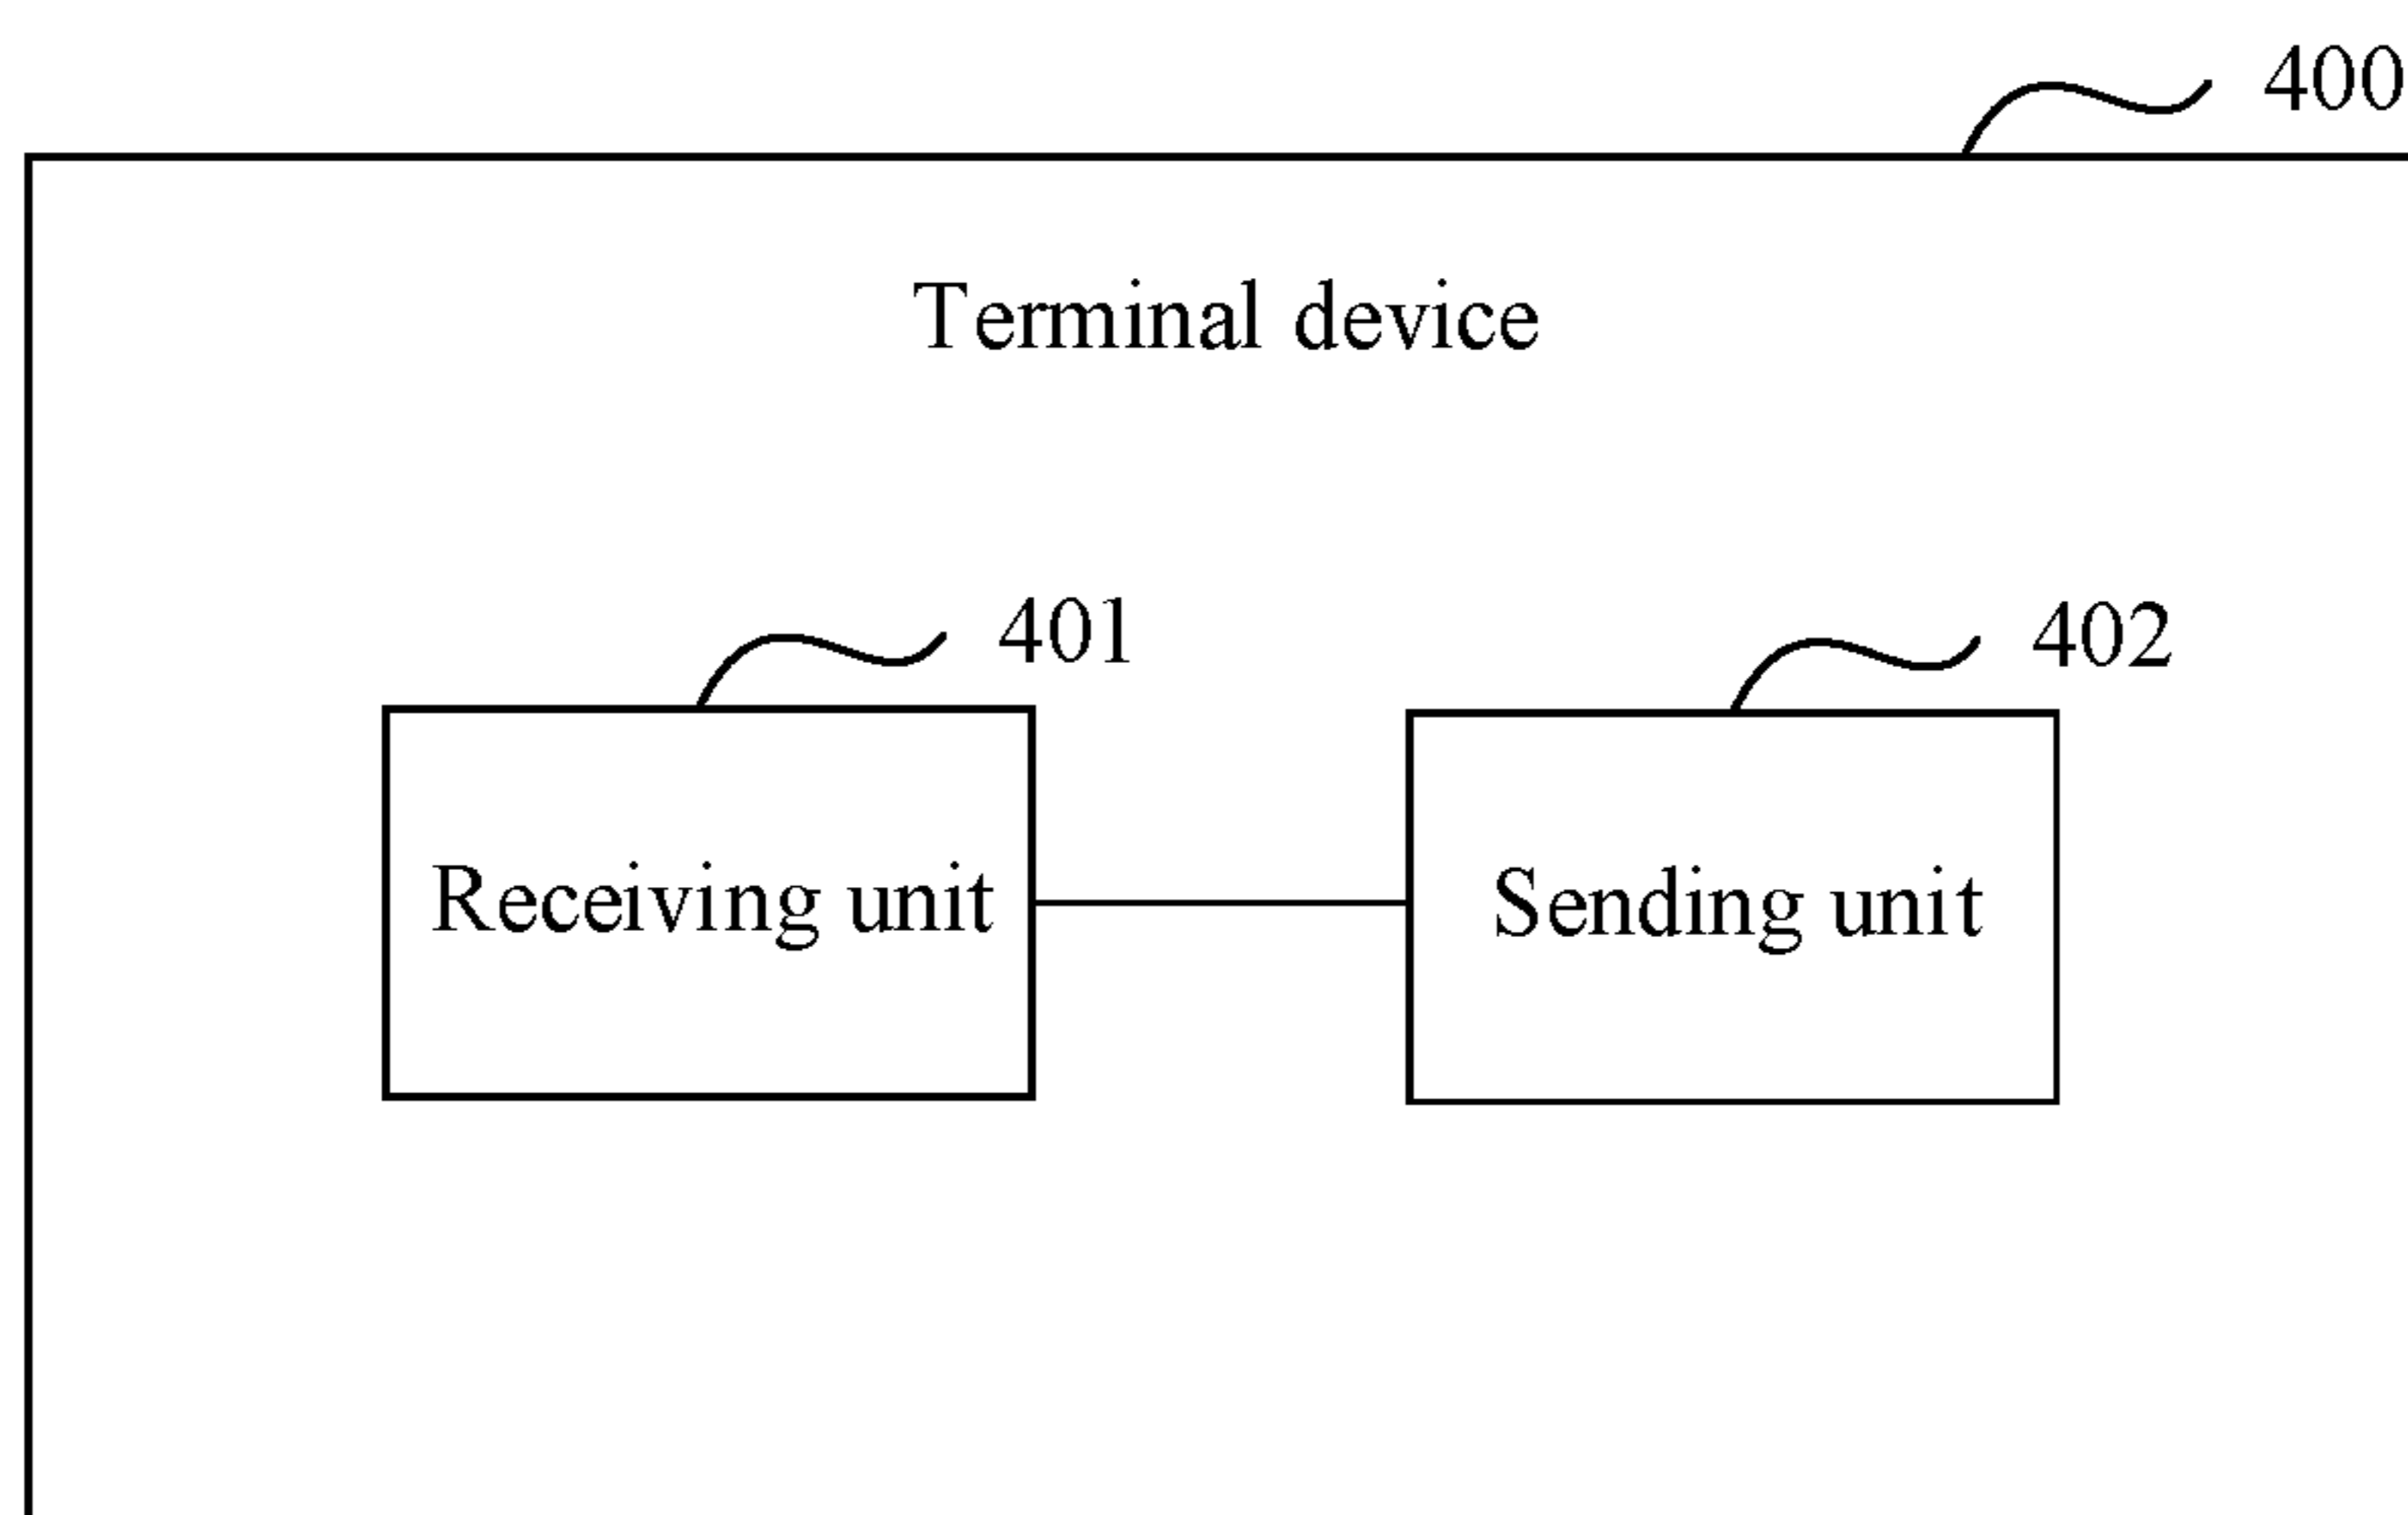 400
Terminal device
401
402
Receiving unit
Sending unit